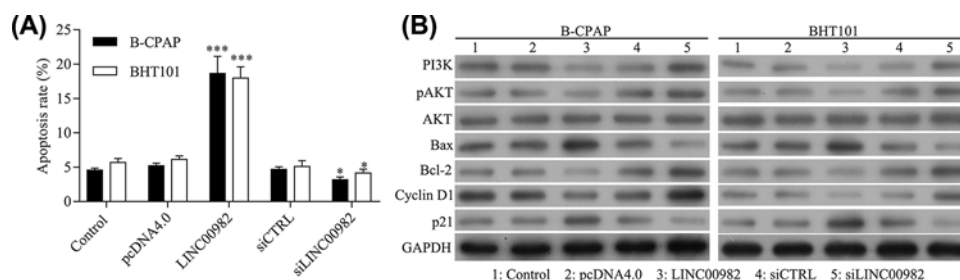 (A)
Apoptosis rate (%)
25
20
15
10
5
0
B-CPAP
BHT101
***
***
*
*
Control
pcDNA4.0
LINC00982
siCTRL
siLINC00982
(B)
B-CPAP
BHT101
1 2 3 4 5 1 2 3 4 5
PI3K
pAKT
AKT
Bax
Bcl-2
Cyclin D1
p21
GAPDH
1: Control 2: pcDNA4.0 3: LINC00982 4: siCTRL 5: siLINC00982